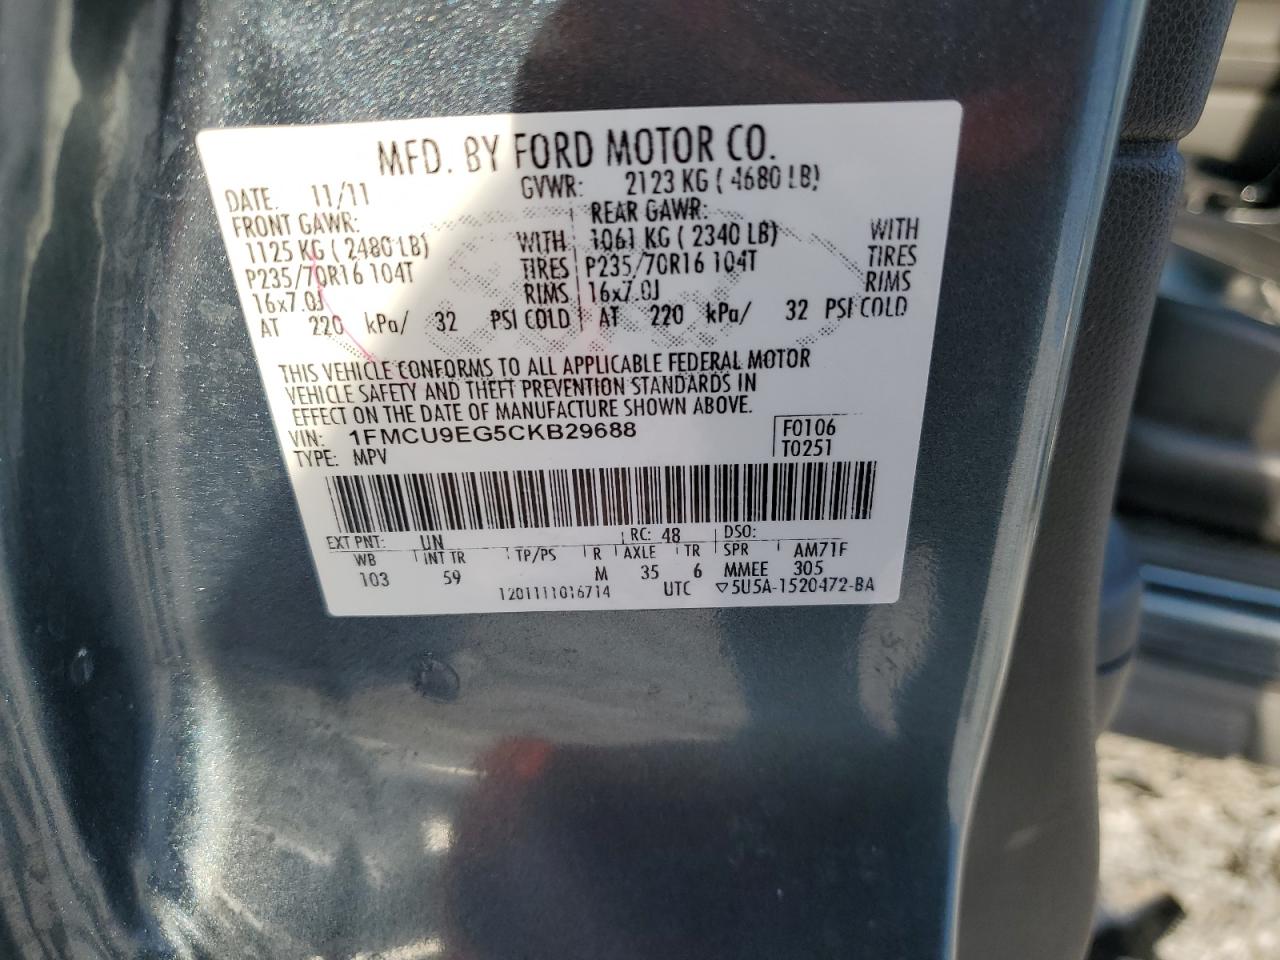 MFD. BY FORD MOTOR CO.
DATE. 11/11 GVWR: 2123 KG ( 4680 LB)
FRONT GAWR: REAR GAWR:
1125 KG ( 2480 LB) WITH 1061 KG ( 2340 LB) WITH
P235/70R16 104T TIRES P235/70R16 104T TIRES
16x7.0J RIMS 16x7.0J RIMS
AT 220 kPa/ 32 PSI COLD AT 220 kPa/ 32 PSI COLD
THIS VEHICLE CONFORMS TO ALL APPLICABLE FEDERAL MOTOR
VEHICLE SAFETY AND THEFT PREVENTION STANDARDS IN
EFFECT ON THE DATE OF MANUFACTURE SHOWN ABOVE.
VIN: 1FMCU9EG5CKB29688 F0106
TYPE: MPV T0251
EXT PNT: UN RC: 48 DSO:
WB INT TR TP/PS R AXLE TR SPR AM71F
103 59 M 35 6 MMEE 305
1201111016714 UTC ▽5U5A-1520472-BA